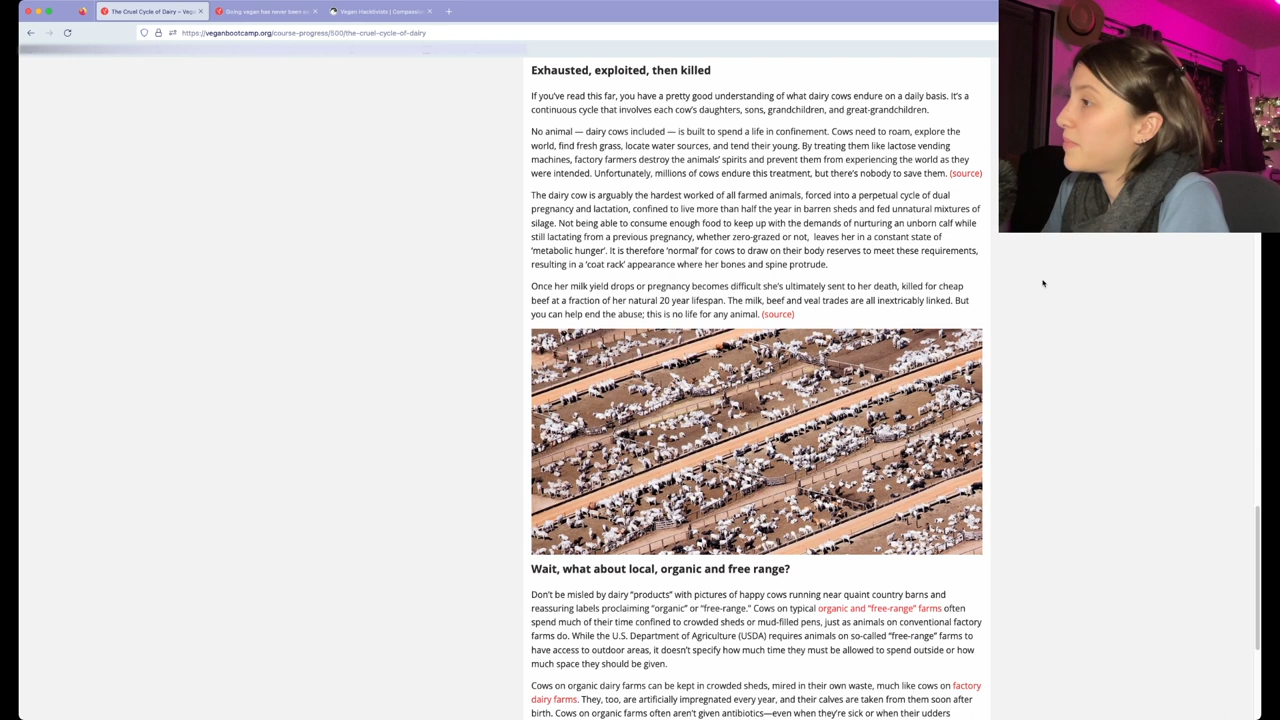 The Cruel Cycle of Dairy – Vega
Going vegan has never been e
Vegan Hacktivists | Compassio
https://veganbootcamp.org/course-progress/500/the-cruel-cycle-of-dairy
Exhausted, exploited, then killed
If you've read this far, you have a pretty good understanding of what dairy cows endure on a daily basis. It's a
continuous cycle that involves each cow's daughters, sons, grandchildren, and great-grandchildren.
No animal — dairy cows included — is built to spend a life in confinement. Cows need to roam, explore the
world, find fresh grass, locate water sources, and tend their young. By treating them like lactose vending
machines, factory farmers destroy the animals' spirits and prevent them from experiencing the world as they
were intended. Unfortunately, millions of cows endure this treatment, but there's nobody to save them. (source)
The dairy cow is arguably the hardest worked of all farmed animals, forced into a perpetual cycle of dual
pregnancy and lactation, confined to live more than half the year in barren sheds and fed unnatural mixtures of
silage. Not being able to consume enough food to keep up with the demands of nurturing an unborn calf while
still lactating from a previous pregnancy, whether zero-grazed or not, leaves her in a constant state of
'metabolic hunger'. It is therefore 'normal' for cows to draw on their body reserves to meet these requirements,
resulting in a 'coat rack' appearance where her bones and spine protrude.
Once her milk yield drops or pregnancy becomes difficult she's ultimately sent to her death, killed for cheap
beef at a fraction of her natural 20 year lifespan. The milk, beef and veal trades are all inextricably linked. But
you can help end the abuse; this is no life for any animal. (source)
Wait, what about local, organic and free range?
Don't be misled by dairy "products" with pictures of happy cows running near quaint country barns and
reassuring labels proclaiming "organic" or "free-range." Cows on typical organic and "free-range" farms often
spend much of their time confined to crowded sheds or mud-filled pens, just as animals on conventional factory
farms do. While the U.S. Department of Agriculture (USDA) requires animals on so-called "free-range" farms to
have access to outdoor areas, it doesn't specify how much time they must be allowed to spend outside or how
much space they should be given.
Cows on organic dairy farms can be kept in crowded sheds, mired in their own waste, much like cows on factory
dairy farms. They, too, are artificially impregnated every year, and their calves are taken from them soon after
birth. Cows on organic farms often aren't given antibiotics—even when they're sick or when their udders